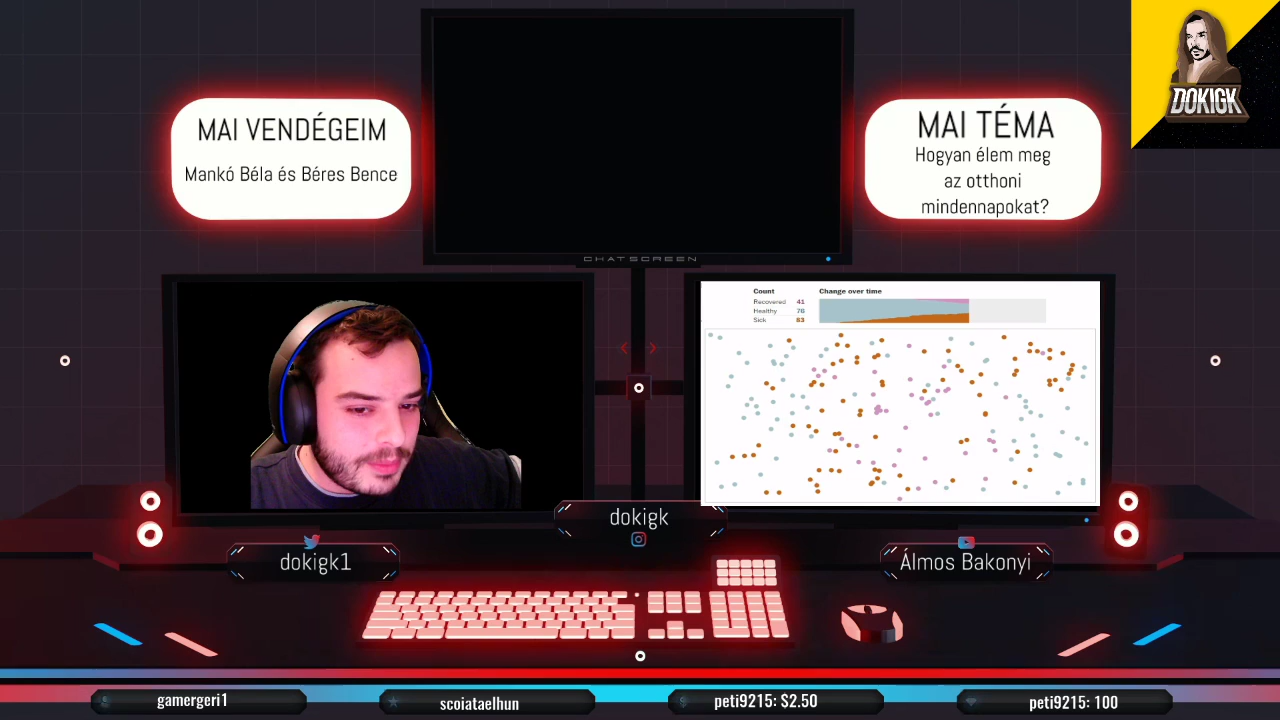 DOKIGK
MAI VENDÉGEIM
Mankó Béla és Béres Bence
MAI TÉMA
Hogyan élem meg
az otthoni
mindennapokat?
CHATSCREEN
Count
Change over time
Recovered 41
Healthy 76
Sick 83
dokigk
dokigk1
Álmos Bakonyi
gamergeri1
scoiataelhun
peti9215: $2.50
peti9215: 100